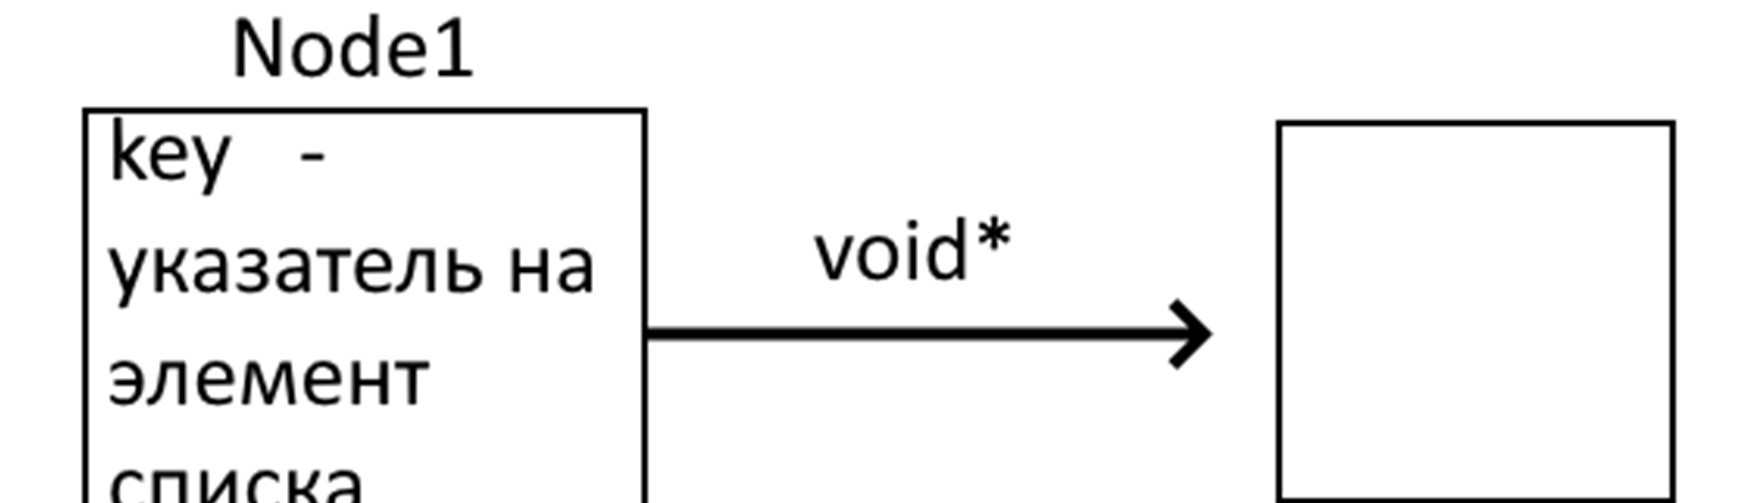 Node1
key -
указатель на
void*
элемент
списка